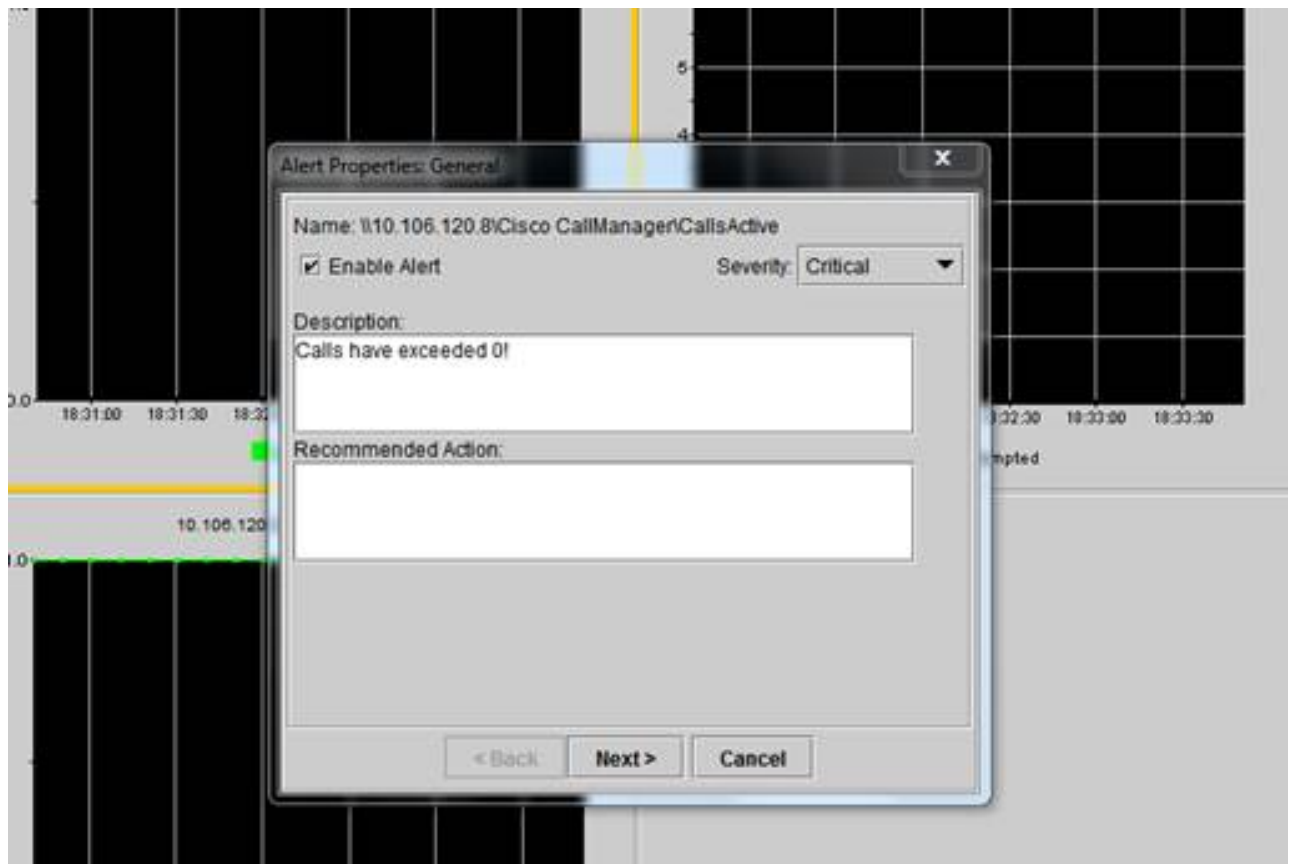 5
4
Alert Properties: General
X
Name: \\10.106.120.8\Cisco CallManager\CallsActive
Enable Alert
Severity: Critical
Description:
Calls have exceeded 0!
Recommended Action:
0.0
18:31:00 18:31:30 18:32
:32:30 18:33:00 18:33:30
mpted
10.106.120
1.0
< Back Next > Cancel